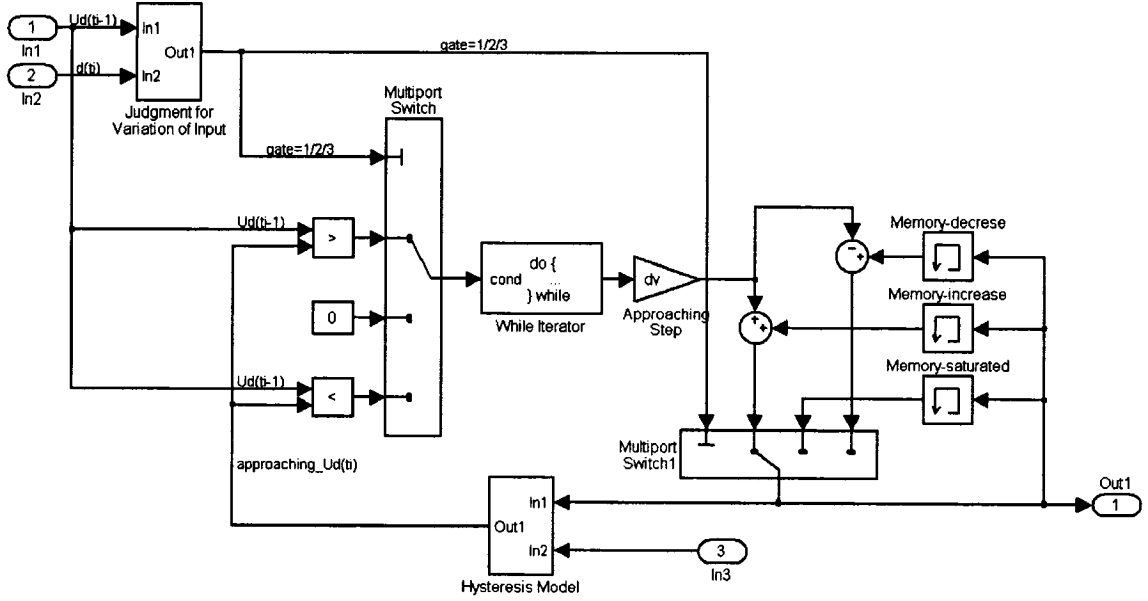 1
In1
Ud(ti-1)
In1
Out1
2
d(ti)
In2
In2
Judgment for
Variation of Input
gate=1/2/3
Multiport
Switch
gate=1/2/3
Ud(ti-1)
>
cond
do {
...
} while
While Iterator
dv
Approaching
Step
0
Ud(ti-1)
<
- +
+ +
Memory-decrese
Memory-increase
Memory-saturated
Multiport
Switch1
approaching_Ud(ti)
In1
Out1
In2
Hysteresis Model
3
In3
Out1
1